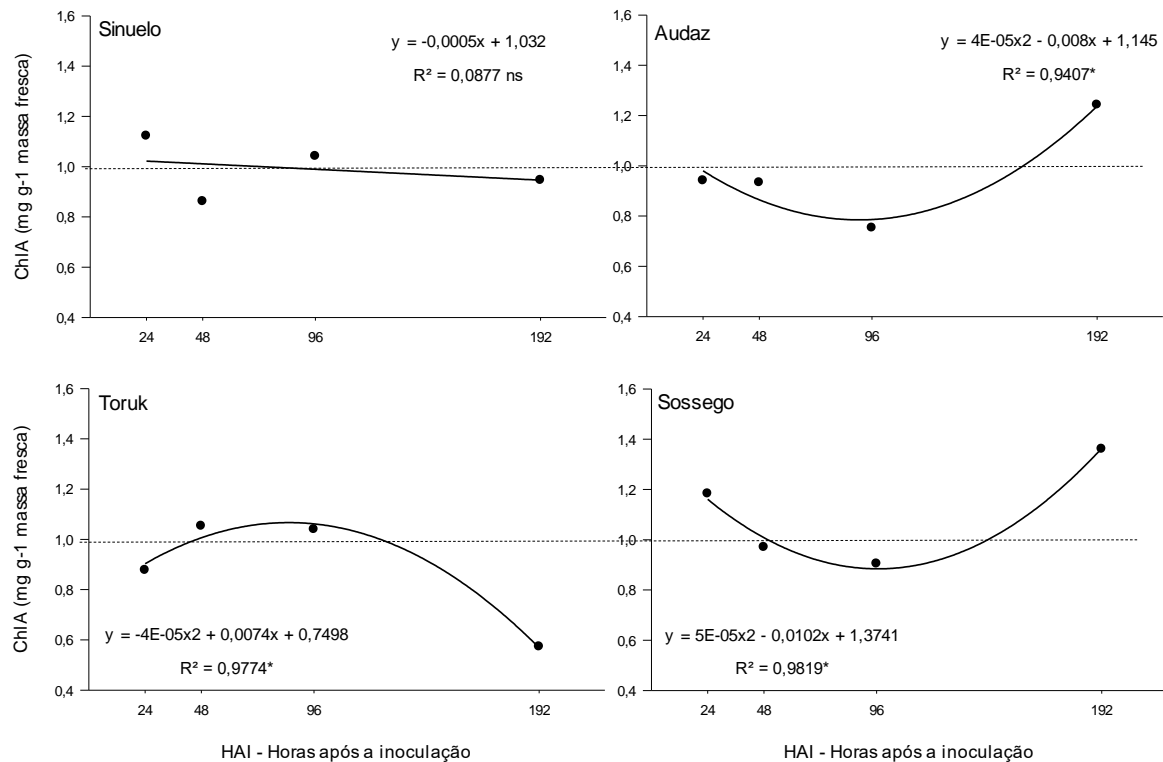 Sinuelo
y = -0,0005x + 1,032
R² = 0,0877 ns
ChlA (mg g-1 massa fresca)
1,6
1,4
1,2
1,0
0,8
0,6
0,4
24 48 96 192
Audaz
y = 4E-05x2 - 0,008x + 1,145
R² = 0,9407*
1,6
1,4
1,2
1,0
0,8
0,6
0,4
24 48 96 192
Toruk
y = -4E-05x2 + 0,0074x + 0,7498
R² = 0,9774*
ChlA (mg g-1 massa fresca)
1,6
1,4
1,2
1,0
0,8
0,6
0,4
24 48 96 192
HAI - Horas após a inoculação
Sossego
y = 5E-05x2 - 0,0102x + 1,3741
R² = 0,9819*
1,6
1,4
1,2
1,0
0,8
0,6
0,4
24 48 96 192
HAI - Horas após a inoculação